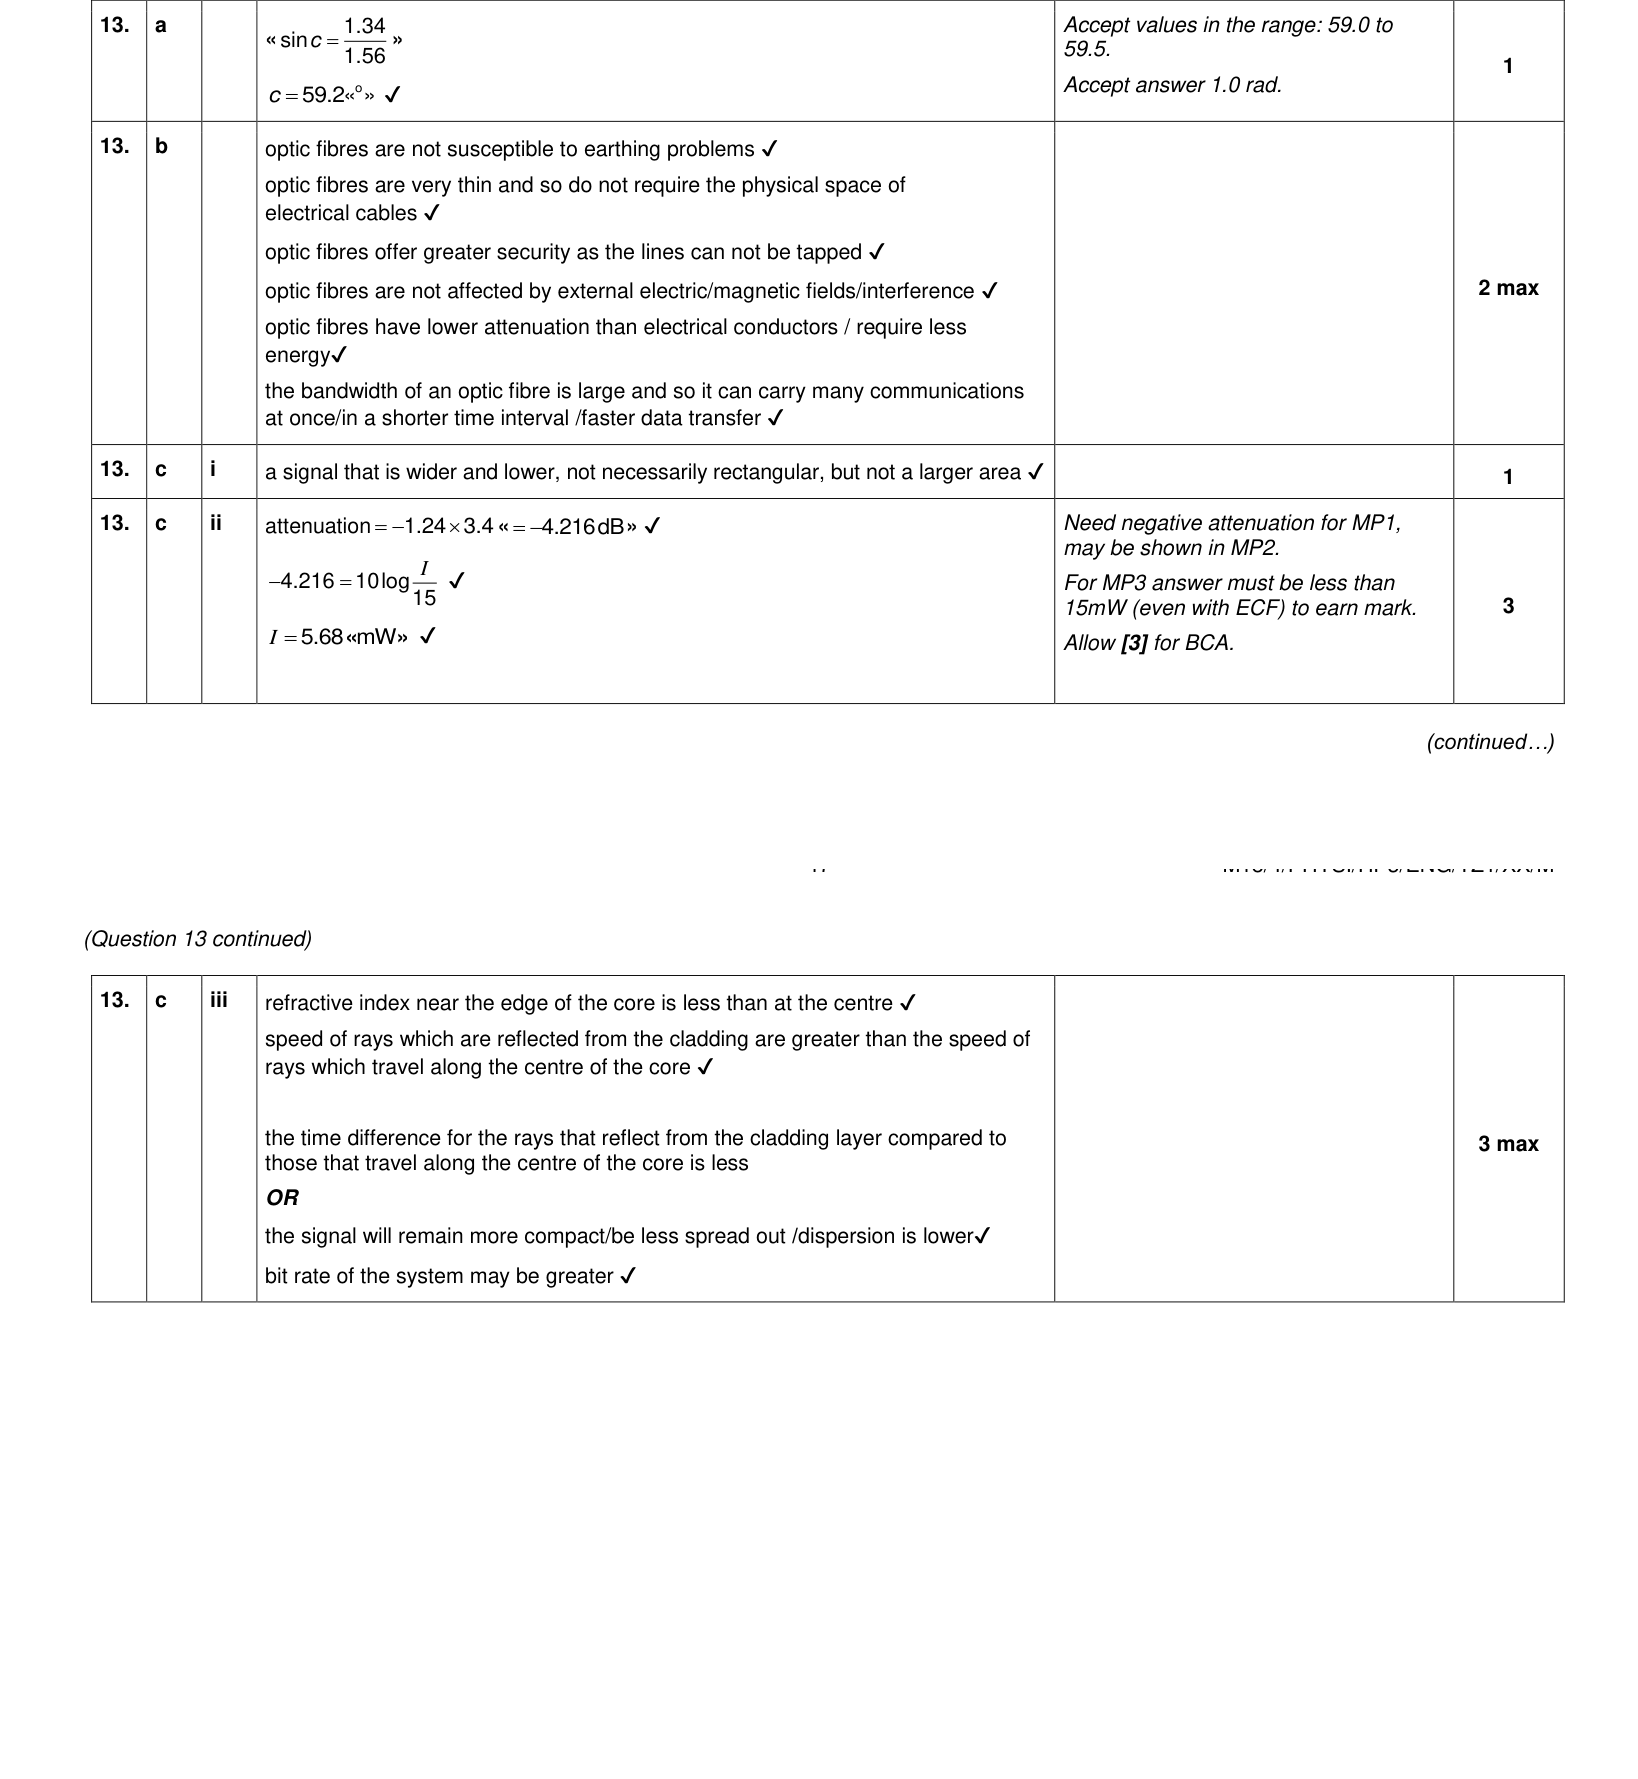 13. a « sin c = 1.34/1.56 » Accept values in the range: 59.0 to
59.5.
c = 59.2«°» ✓ Accept answer 1.0 rad. 1
13. b optic fibres are not susceptible to earthing problems ✓
optic fibres are very thin and so do not require the physical space of
electrical cables ✓
optic fibres offer greater security as the lines can not be tapped ✓
optic fibres are not affected by external electric/magnetic fields/interference ✓
2 max
optic fibres have lower attenuation than electrical conductors / require less
energy✓
the bandwidth of an optic fibre is large and so it can carry many communications
at once/in a shorter time interval /faster data transfer ✓
13. c i a signal that is wider and lower, not necessarily rectangular, but not a larger area ✓ 1
13. c ii attenuation = −1.24×3.4 « = −4.216 dB» ✓ Need negative attenuation for MP1,
may be shown in MP2.
−4.216 = 10 log I/15 ✓ For MP3 answer must be less than
15mW (even with ECF) to earn mark. 3
I = 5.68 «mW» ✓ Allow [3] for BCA.
(continued…)
(Question 13 continued)
13. c iii refractive index near the edge of the core is less than at the centre ✓
speed of rays which are reflected from the cladding are greater than the speed of
rays which travel along the centre of the core ✓
the time difference for the rays that reflect from the cladding layer compared to
those that travel along the centre of the core is less
3 max
OR
the signal will remain more compact/be less spread out /dispersion is lower✓
bit rate of the system may be greater ✓